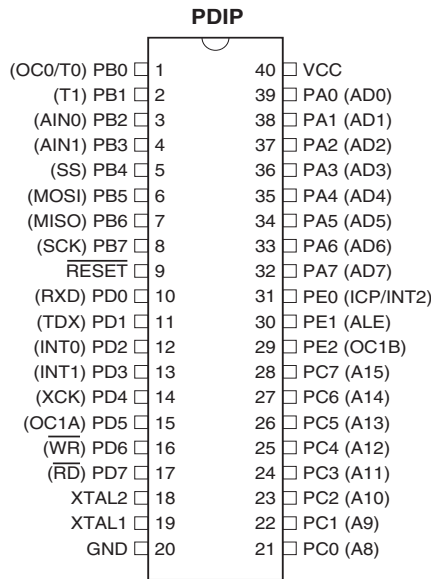 PDIP
(OC0/T0) PB0 1 40 VCC
(T1) PB1 2 39 PA0 (AD0)
(AIN0) PB2 3 38 PA1 (AD1)
(AIN1) PB3 4 37 PA2 (AD2)
(SS) PB4 5 36 PA3 (AD3)
(MOSI) PB5 6 35 PA4 (AD4)
(MISO) PB6 7 34 PA5 (AD5)
(SCK) PB7 8 33 PA6 (AD6)
RESET 9 32 PA7 (AD7)
(RXD) PD0 10 31 PE0 (ICP/INT2)
(TDX) PD1 11 30 PE1 (ALE)
(INT0) PD2 12 29 PE2 (OC1B)
(INT1) PD3 13 28 PC7 (A15)
(XCK) PD4 14 27 PC6 (A14)
(OC1A) PD5 15 26 PC5 (A13)
(WR) PD6 16 25 PC4 (A12)
(RD) PD7 17 24 PC3 (A11)
XTAL2 18 23 PC2 (A10)
XTAL1 19 22 PC1 (A9)
GND 20 21 PC0 (A8)